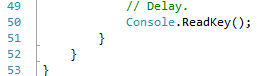 49 // Delay.
50 Console.ReadKey();
51 }
52 }
53 }